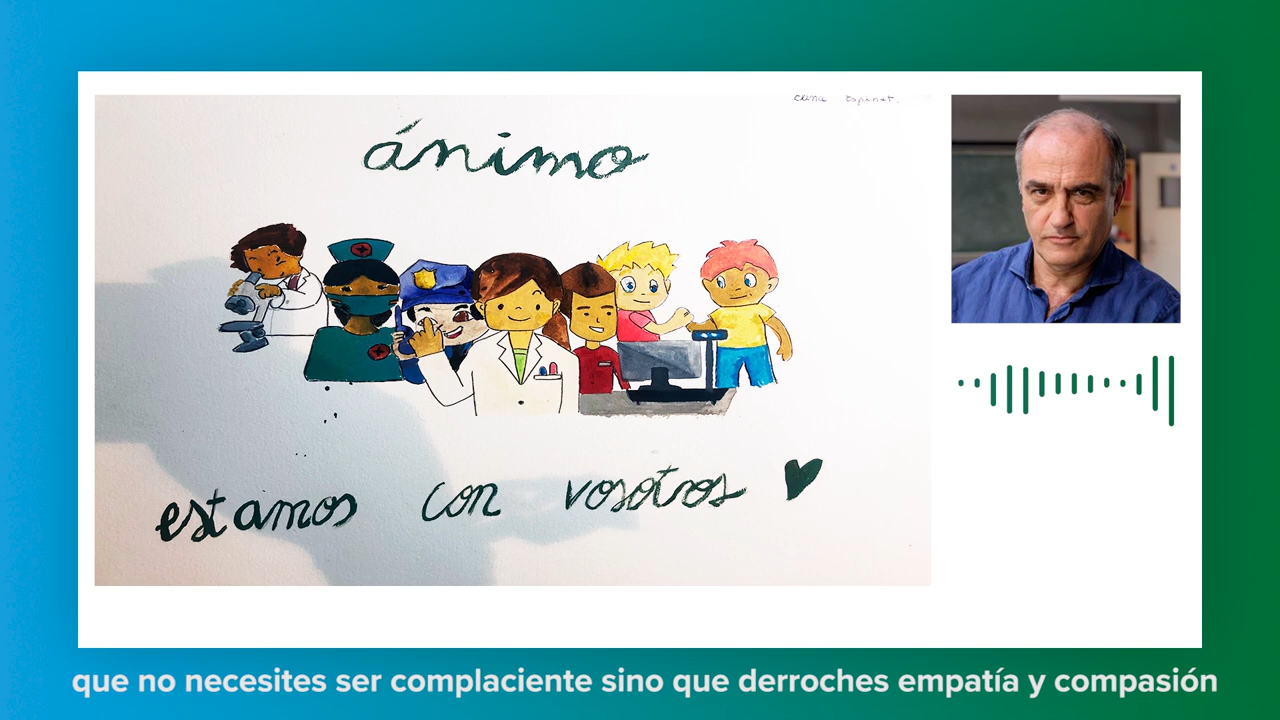 ánimo
estamos con vosotros
que no necesites ser complaciente sino que derroches empatía y compasión